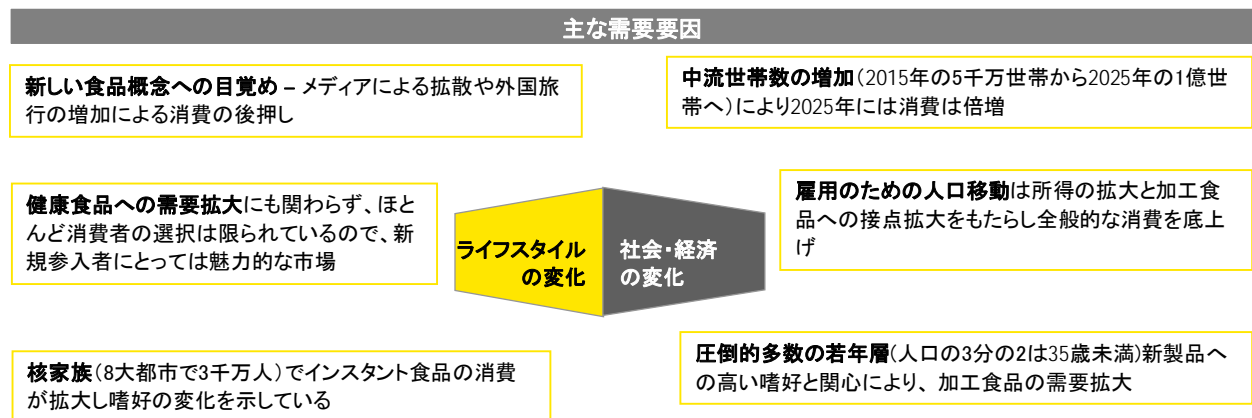 主な需要要因
新しい食品概念への目覚め – メディアによる拡散や外国旅
行の増加による消費の後押し
健康食品への需要拡大にも関わらず、ほと
んど消費者の選択は限られているので、新
規参入者にとっては魅力的な市場
核家族(8大都市で3千万人)でインスタント食品の消費
が拡大し嗜好の変化を示している
ライフスタイル
の変化
社会・経済
の変化
中流世帯数の増加(2015年の5千万世帯から2025年の1億世
帯へ)により2025年には消費は倍増
雇用のための人口移動は所得の拡大と加工食
品への接点拡大をもたらし全般的な消費を底上
げ
圧倒的多数の若年層(人口の3分の2は35歳未満)新製品へ
の高い嗜好と関心により、加工食品の需要拡大